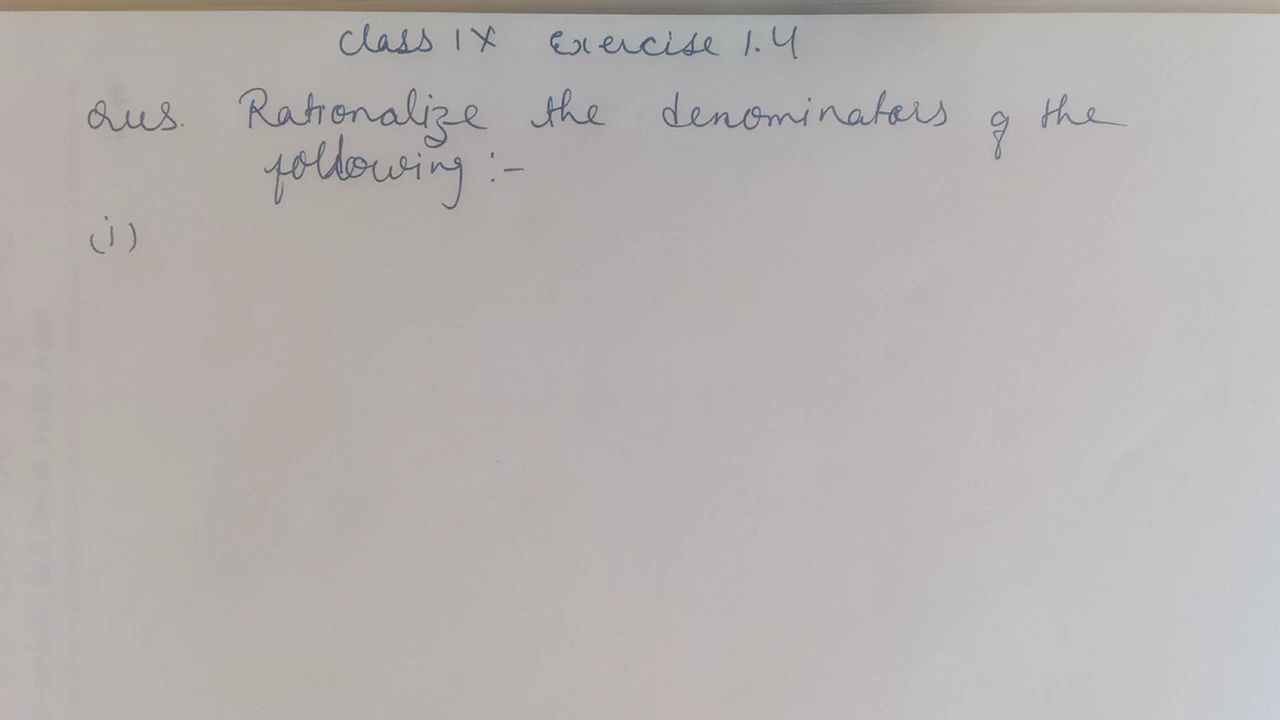 Class IX Exercise 1.4
Ques. Rationalize the denominators of the
following :-
(i)